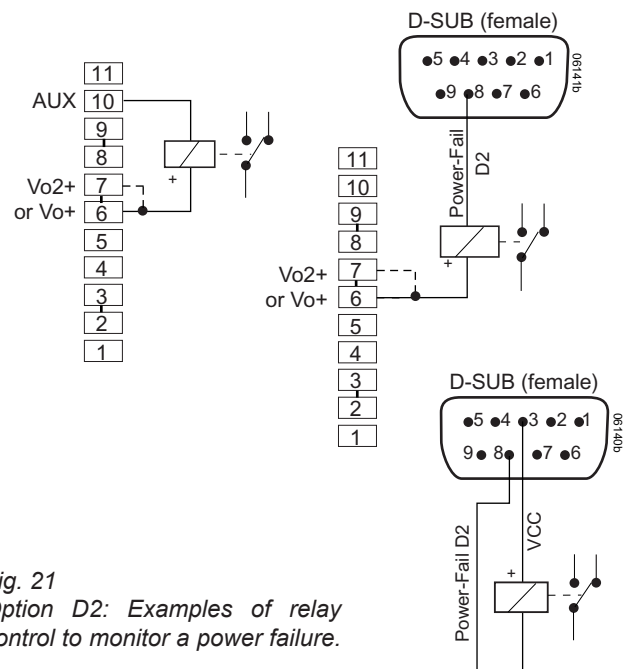 D-SUB (female)
5 4 3 2 1
9 8 7 6
06141b
Power-Fail
D2
11
AUX 10
9
8
Vo2+ 7
or Vo+ 6
5
4
3
2
1
+
11
10
9
8
Vo2+ 7
or Vo+ 6
5
4
3
2
1
+
D-SUB (female)
5 4 3 2 1
9 8 7 6
06140b
Power-Fail D2
VCC
+
ig. 21
ption D2: Examples of relay
ontrol to monitor a power failure.